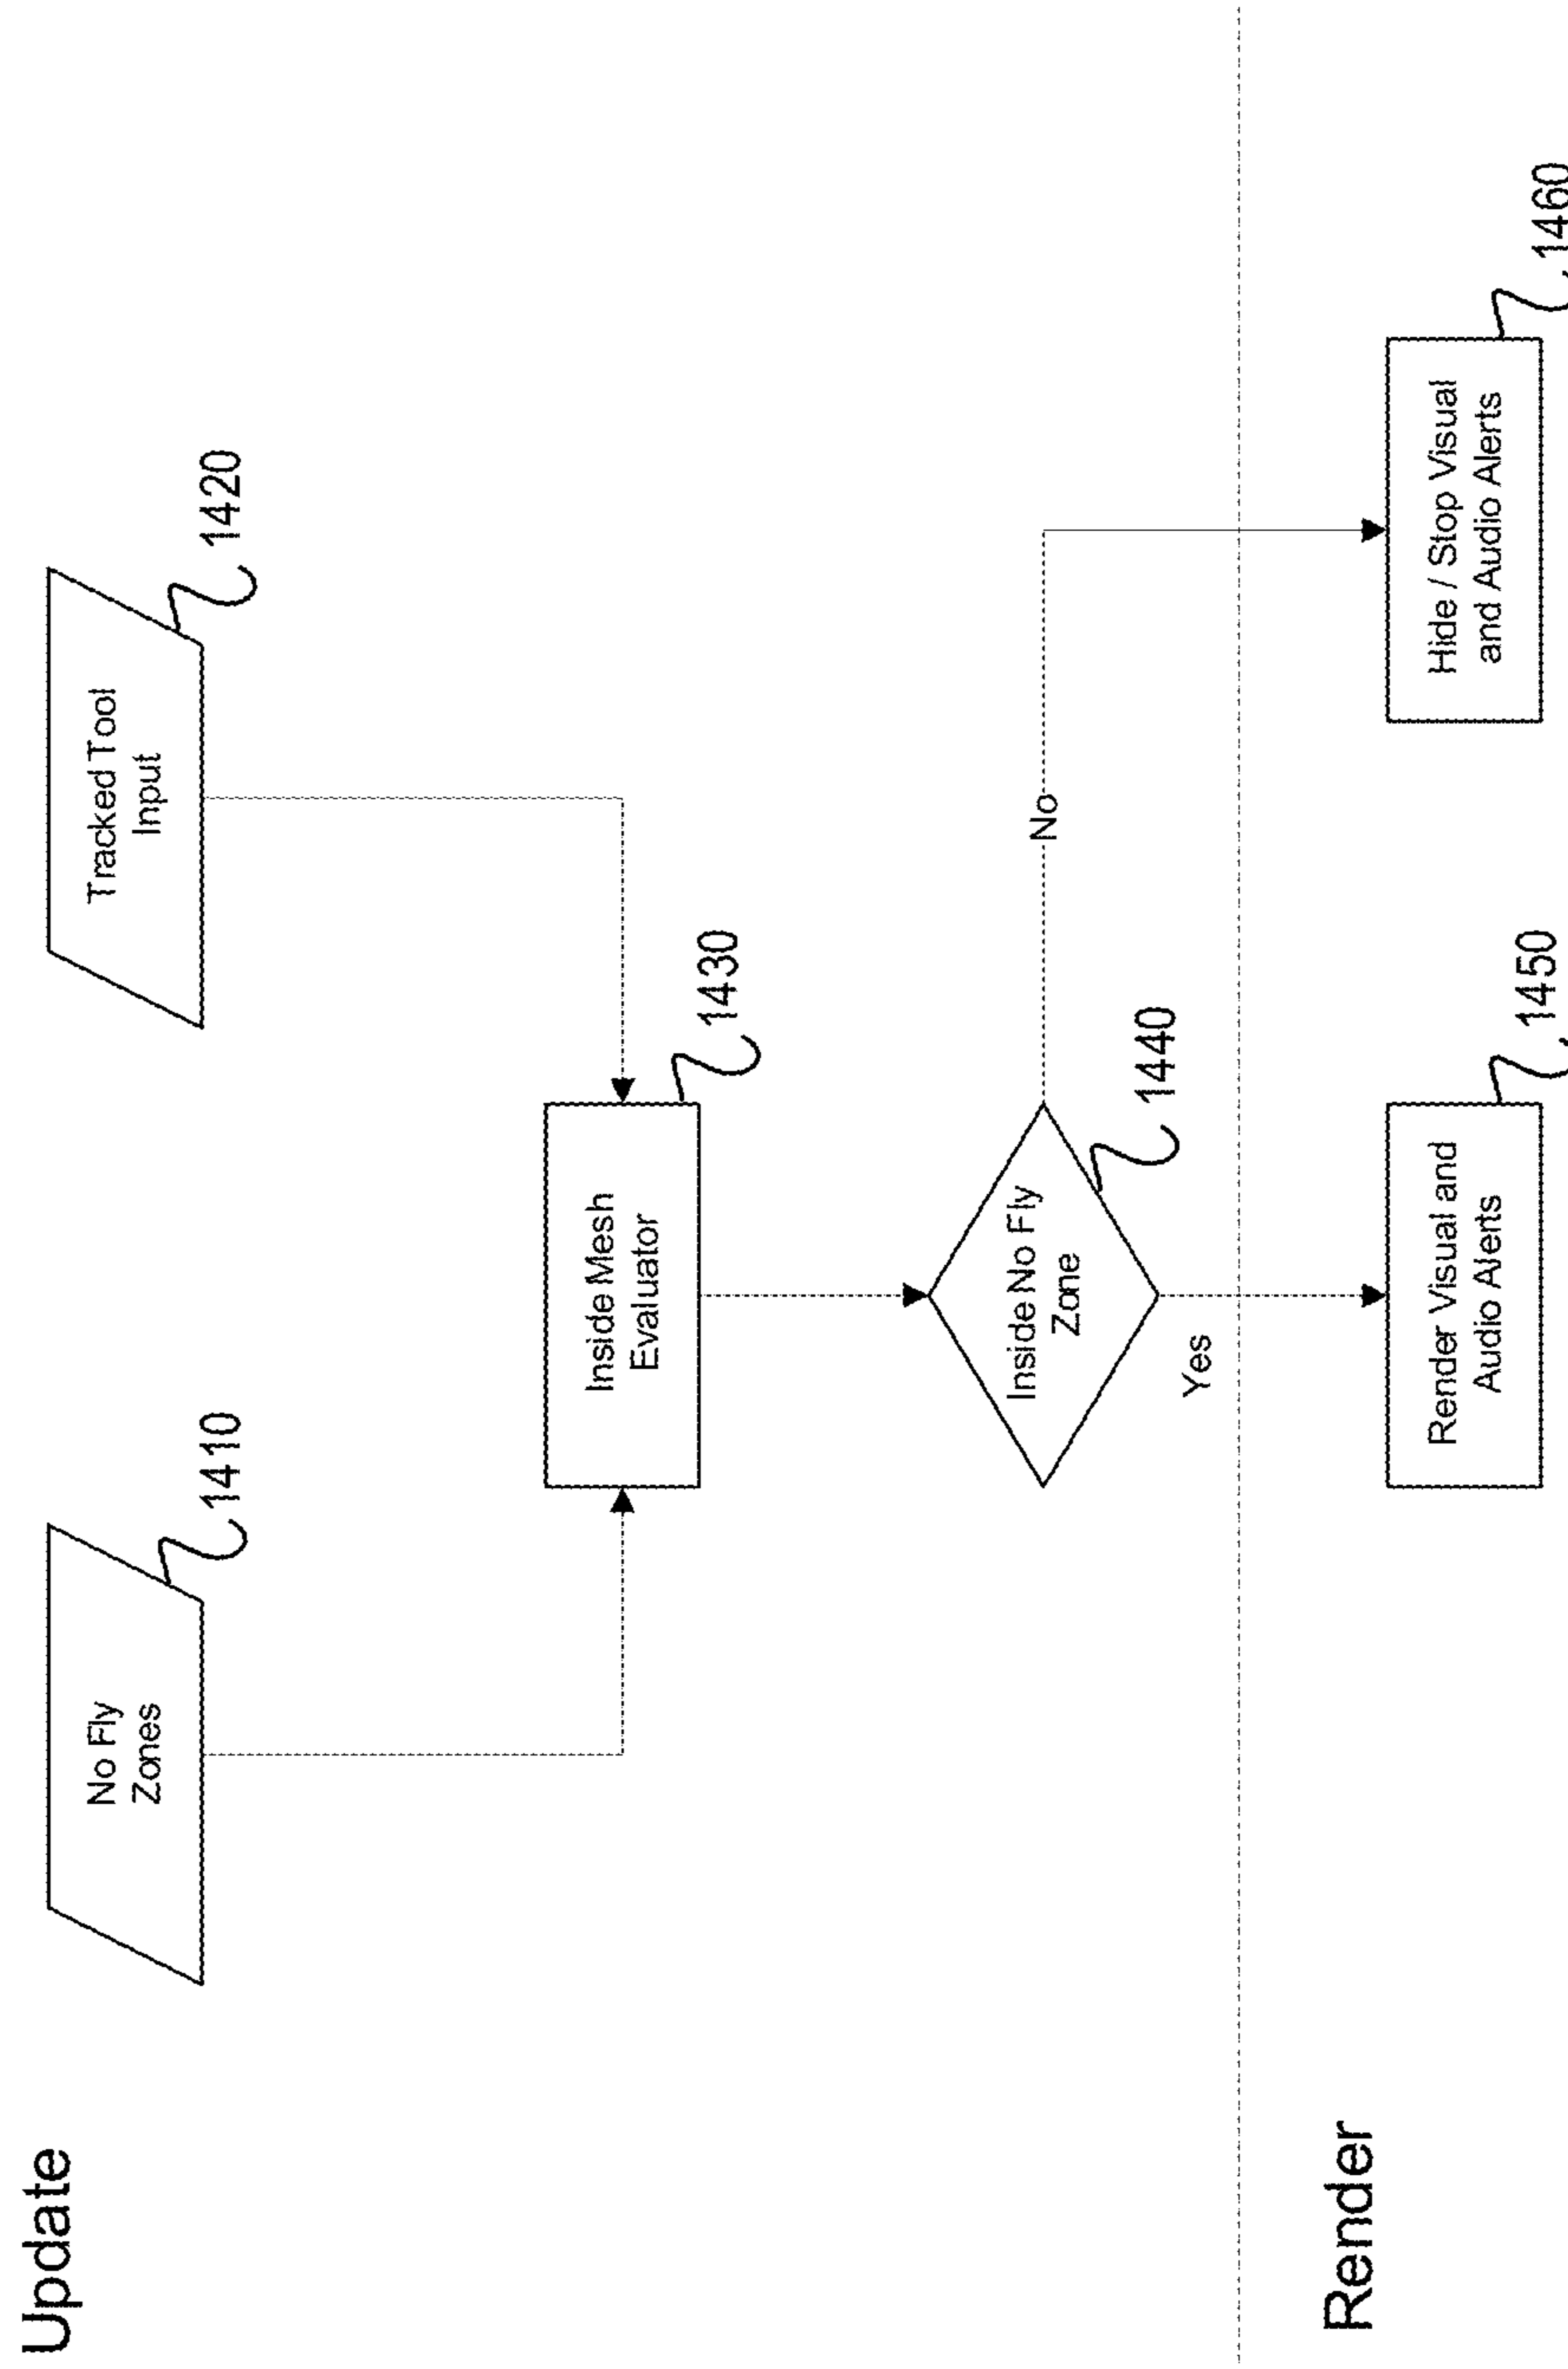 Update
No Fly
Zones
1410
Tracked Tool
Input
1420
Inside Mesh
Evaluator
1430
Inside No Fly
Zone
1440
No
Yes
Render
Render Visual and
Audio Alerts
1450
Hide / Stop Visual
and Audio Alerts
1460